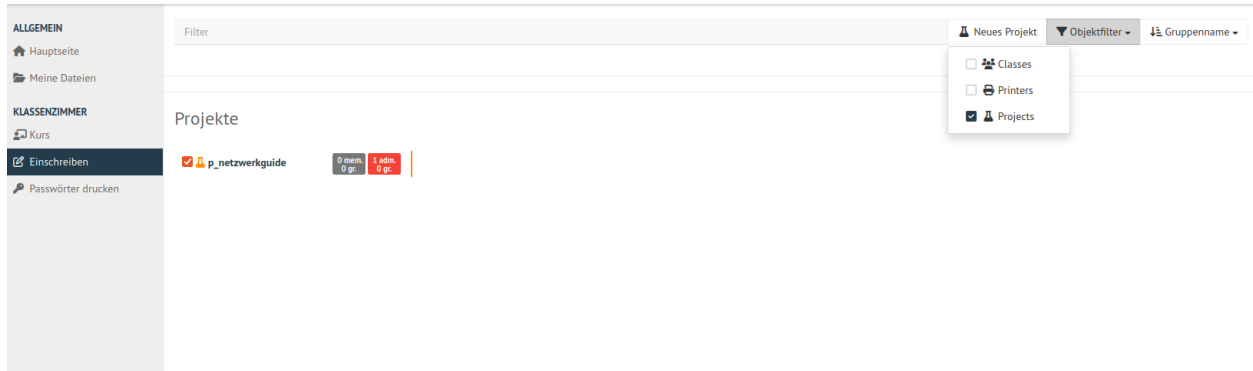 ALLGEMEIN
Hauptseite
Meine Dateien
KLASSENZIMMER
Kurs
Einschreiben
Passwörter drucken
Filter
Neues Projekt
Objektfilter
Gruppenname
Classes
Printers
Projects
Projekte
p_netzwerkguide
0 mem.
0 gr.
1 adm.
0 gr.